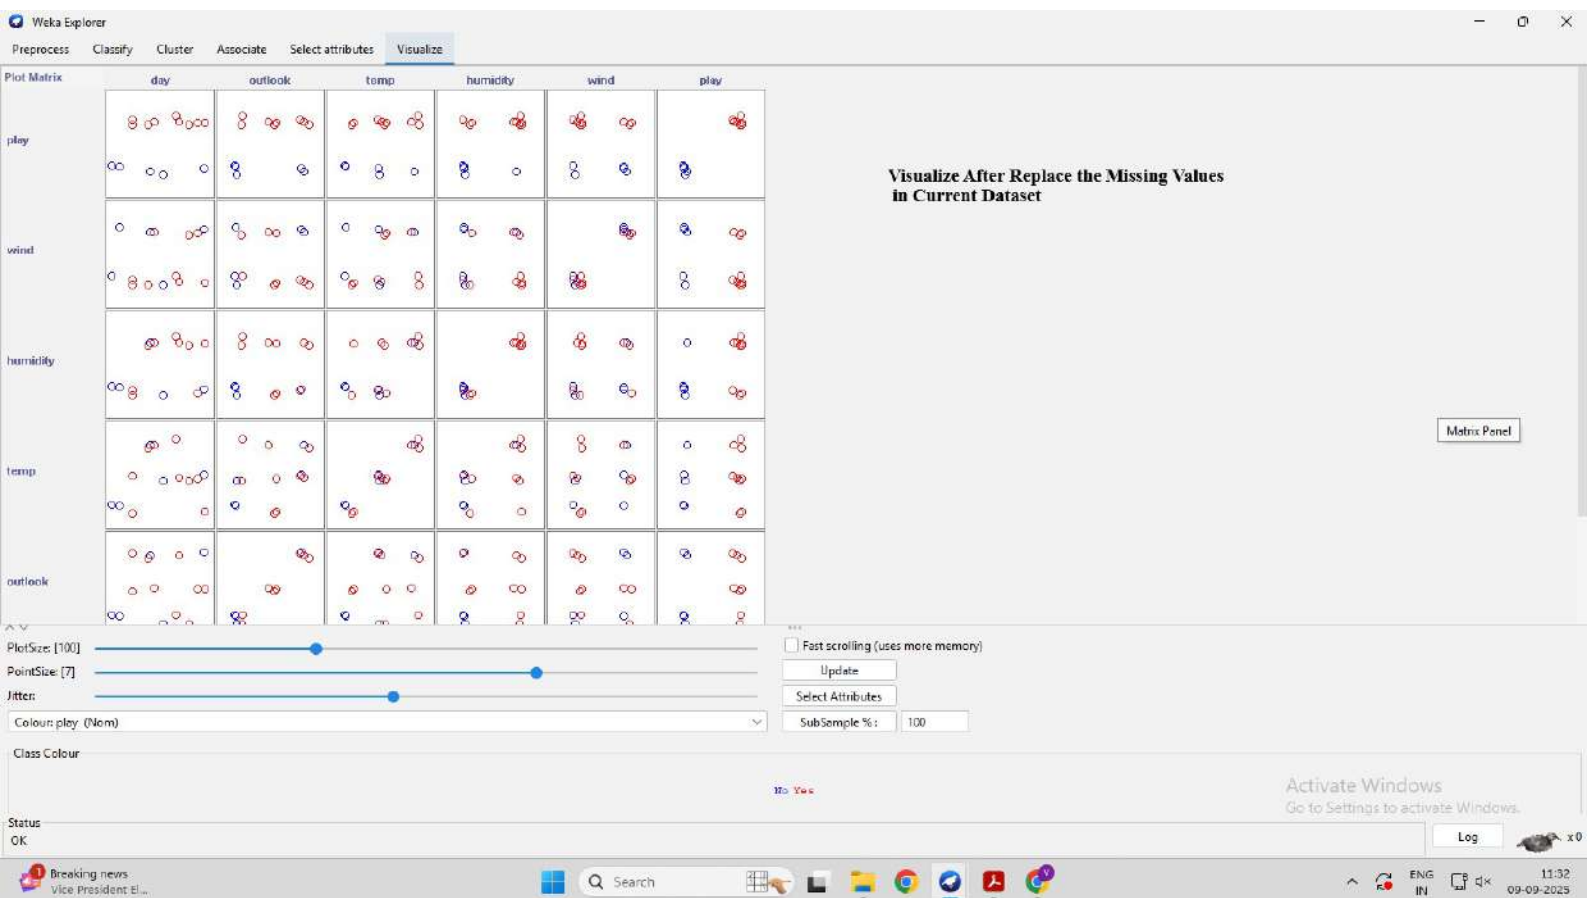 Weka Explorer
Preprocess Classify Cluster Associate Select attributes Visualize
Plot Matrix day outlook temp humidity wind play
play
Visualize After Replace the Missing Values
in Current Dataset
wind
humidity
Matrix Panel
temp
outlook
PlotSize: [100]
Fast scrolling (uses more memory)
PointSize: [7]
Update
Jitter:
Select Attributes
Colour: play (Nom)
SubSample % : 100
Class Colour
No Yes
Activate Windows
Go to Settings to activate Windows.
Status
OK
Log x 0
1
Breaking news
Vice President El...
Search
V
ENG
IN
11:32
09-09-2025